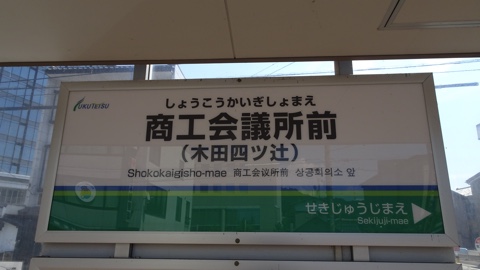 FUKUTETSU
しょうこうかいぎしょまえ
商工会議所前
(木田四ツ辻)
Shokokaigisho-mae 商工会议所前 상공회의소 앞
せきじゅうじまえ
Sekijuji-mae